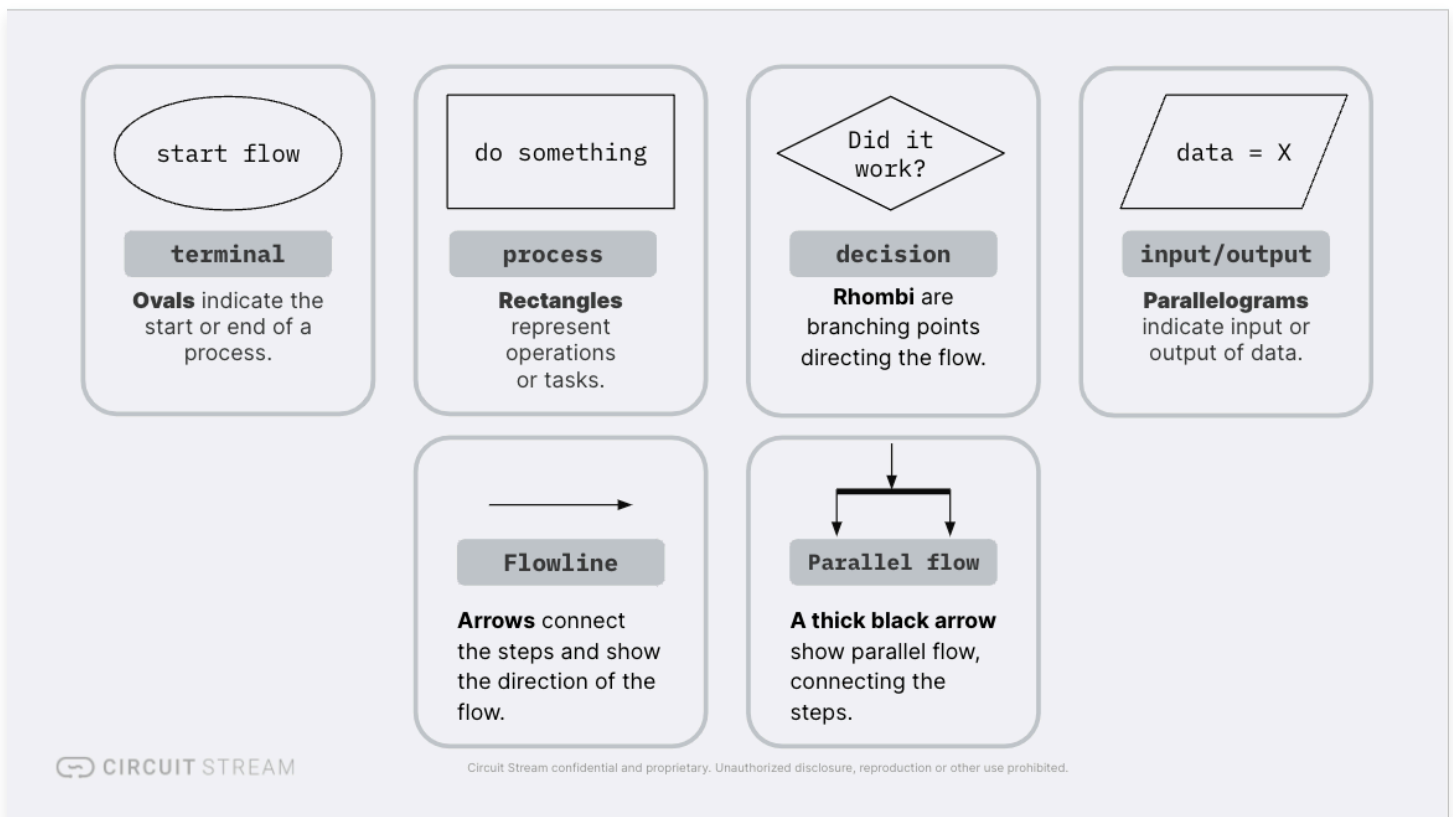 start flow
terminal
Ovals indicate the
start or end of a
process.
do something
process
Rectangles
represent
operations
or tasks.
Did it
work?
decision
Rhombi are
branching points
directing the flow.
data = X
input/output
Parallelograms
indicate input or
output of data.
Flowline
Arrows connect
the steps and show
the direction of the
flow.
Parallel flow
A thick black arrow
show parallel flow,
connecting the
steps.
CIRCUIT STREAM
Circuit Stream confidential and proprietary. Unauthorized disclosure, reproduction or other use prohibited.